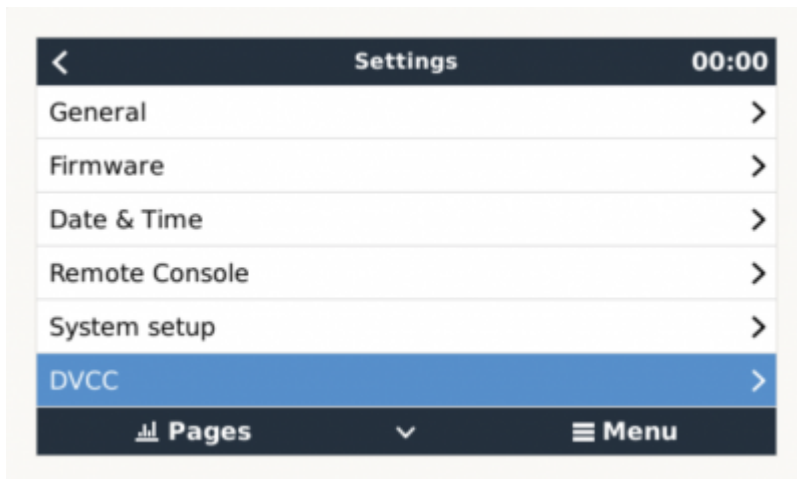 Settings 00:00
General
Firmware
Date & Time
Remote Console
System setup
DVCC
Pages Menu